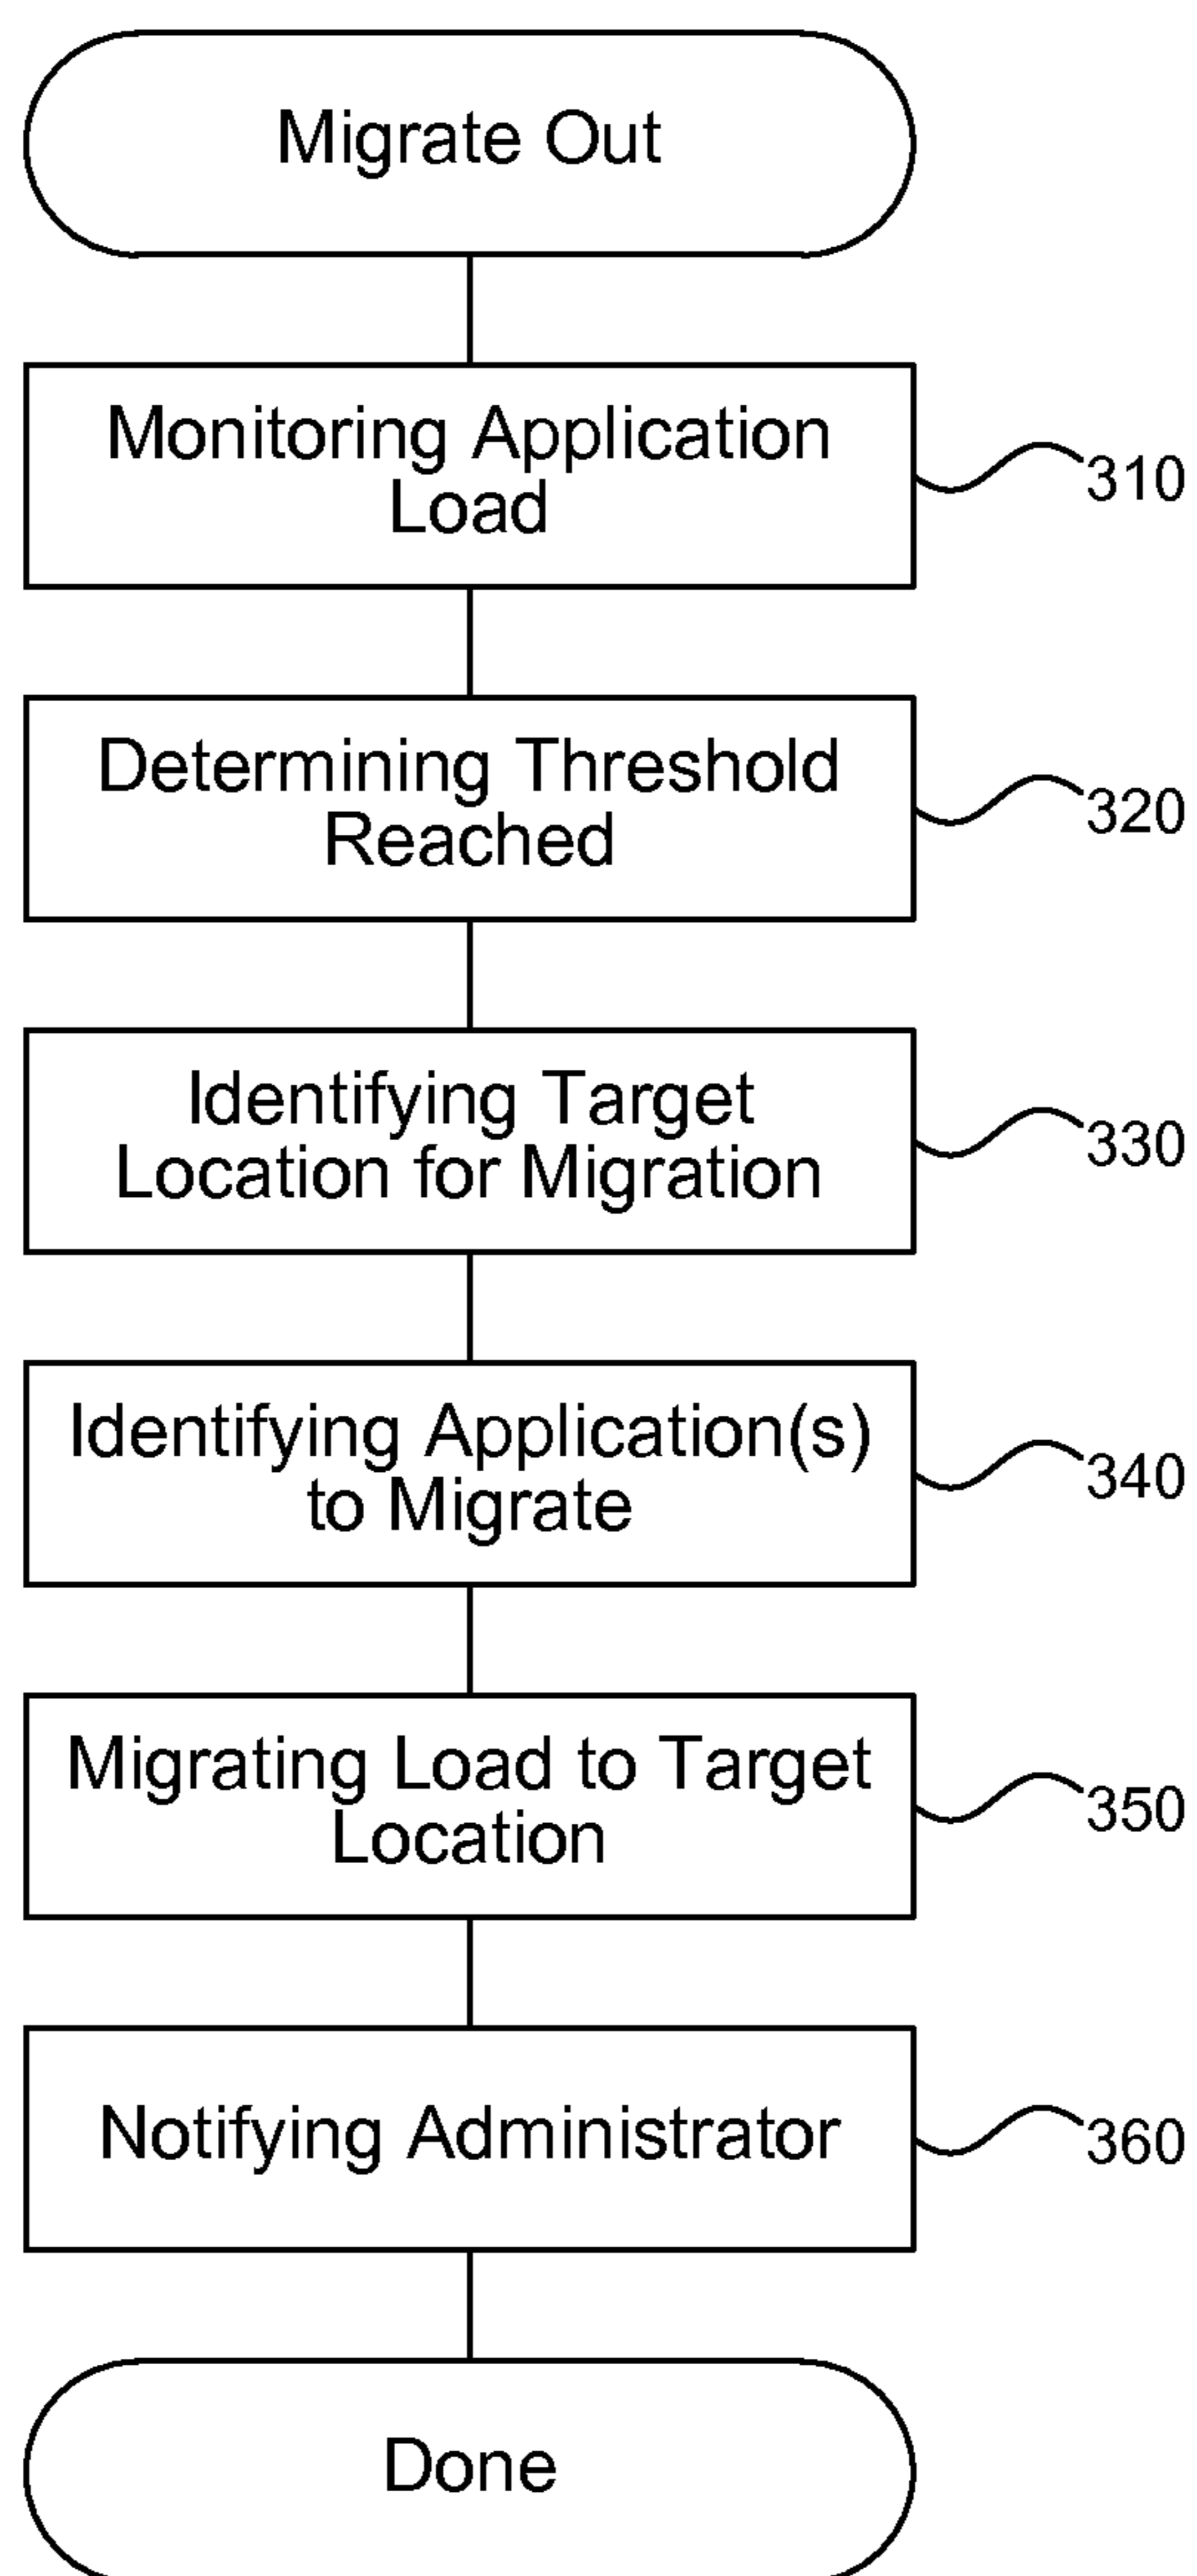 Migrate Out
Monitoring Application
Load
310
Determining Threshold
Reached
320
Identifying Target
Location for Migration
330
Identifying Application(s)
to Migrate
340
Migrating Load to Target
Location
350
Notifying Administrator
360
Done